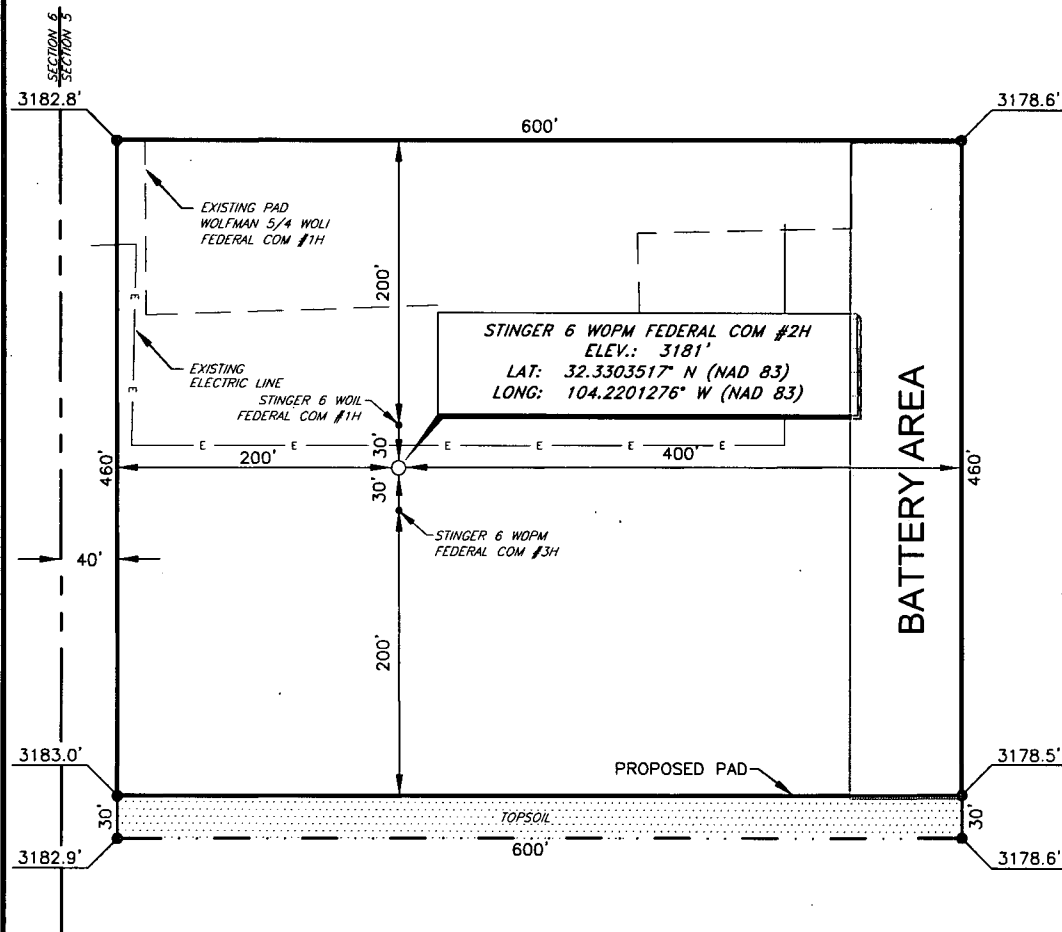 SECTION 6
SECTION 5
3182.8'
3178.6'
600'
EXISTING PAD
WOLFMAN 5/4 WOLI
FEDERAL COM #1H
200'
E
STINGER 6 WOPM FEDERAL COM #2H
ELEV.: 3181'
LAT: 32.3303517° N (NAD 83)
LONG: 104.2201276° W (NAD 83)
EXISTING
ELECTRIC LINE
E
STINGER 6 WOIL
FEDERAL COM #1H
30'
E E E E E E
460'
200'
400'
460'
30'
BATTERY AREA
STINGER 6 WOPM
FEDERAL COM #3H
40'
200'
3183.0'
3178.5'
PROPOSED PAD
30'
TOPSOIL
30'
600'
3182.9'
3178.6'